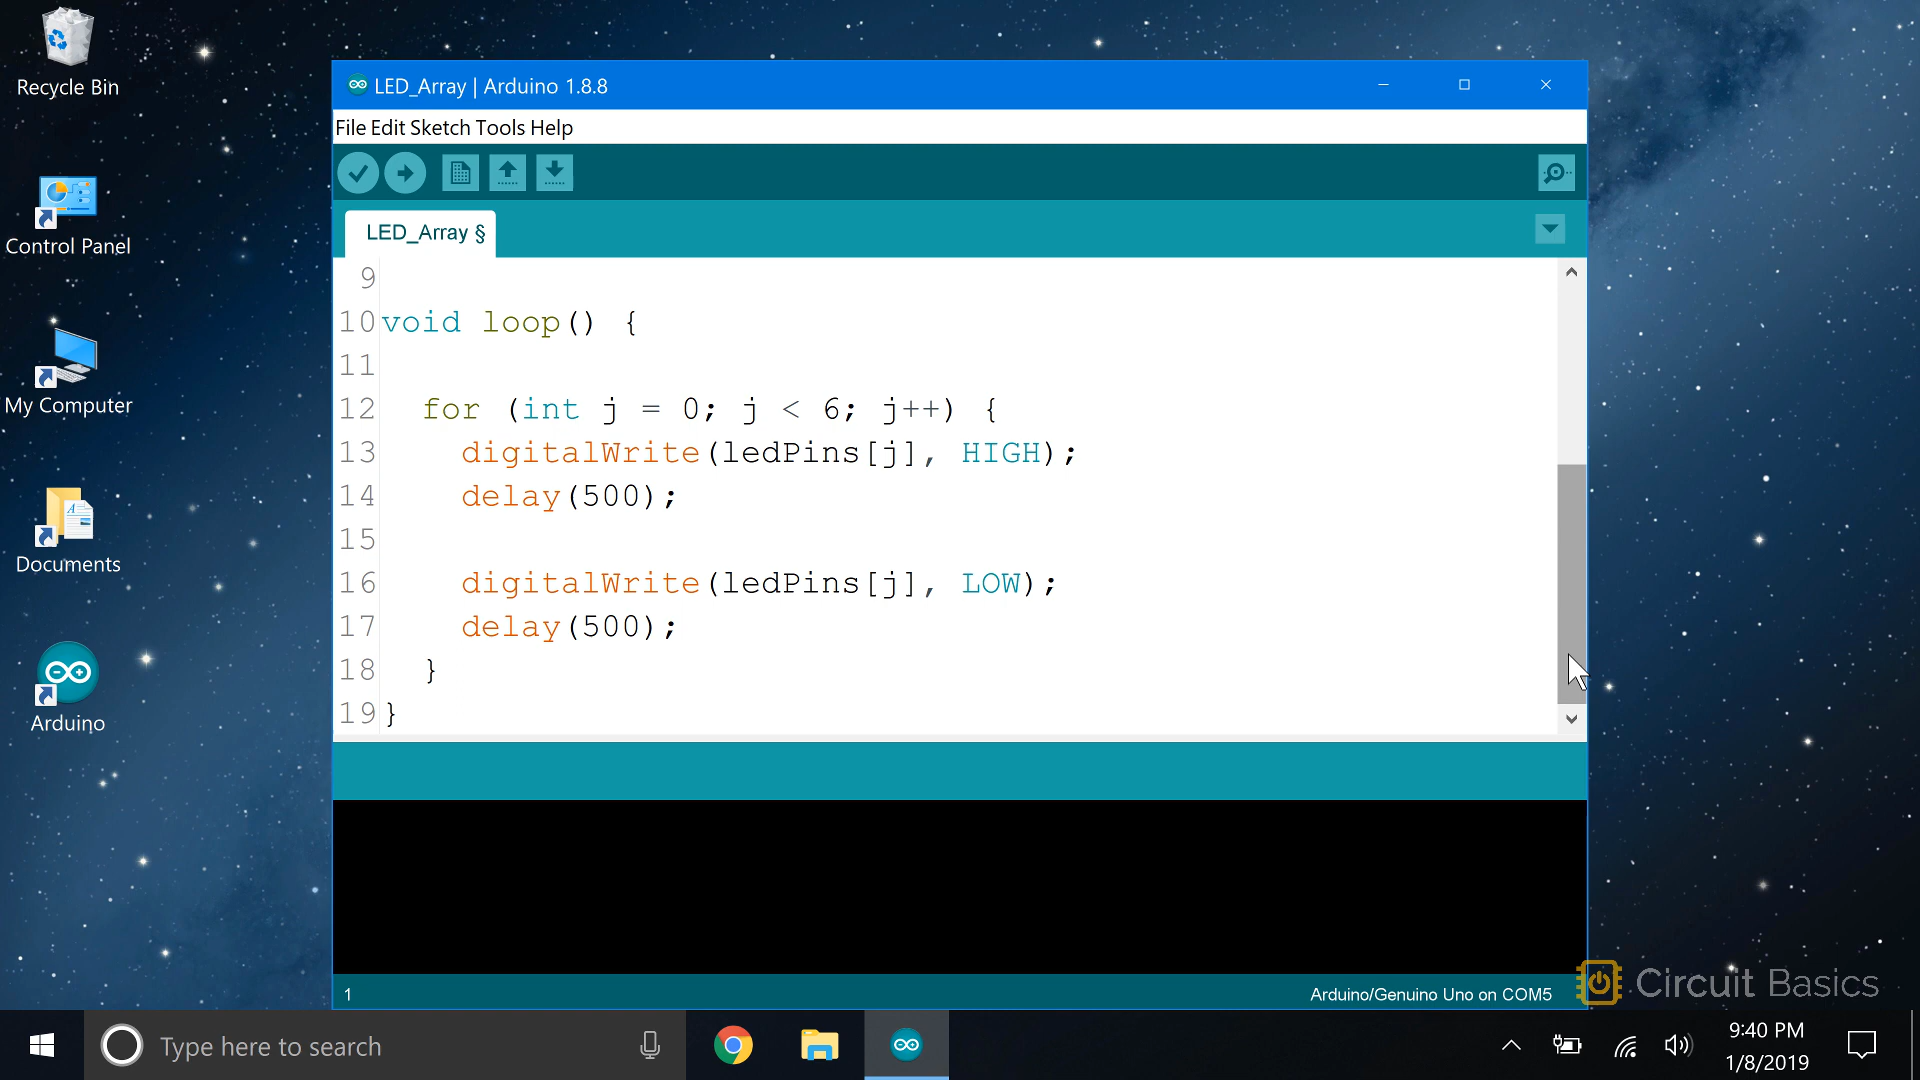 Recycle Bin
Control Panel
My Computer
Documents
Arduino
LED_Array | Arduino 1.8.8
File Edit Sketch Tools Help
LED_Array §
9
10 void loop() {
11
12 for (int j = 0; j < 6; j++) {
13 digitalWrite(ledPins[j], HIGH);
14 delay(500);
15
16 digitalWrite(ledPins[j], LOW);
17 delay(500);
18 }
19 }
1
Arduino/Genuino Uno on COM5
Circuit Basics
Type here to search
9:40 PM
1/8/2019